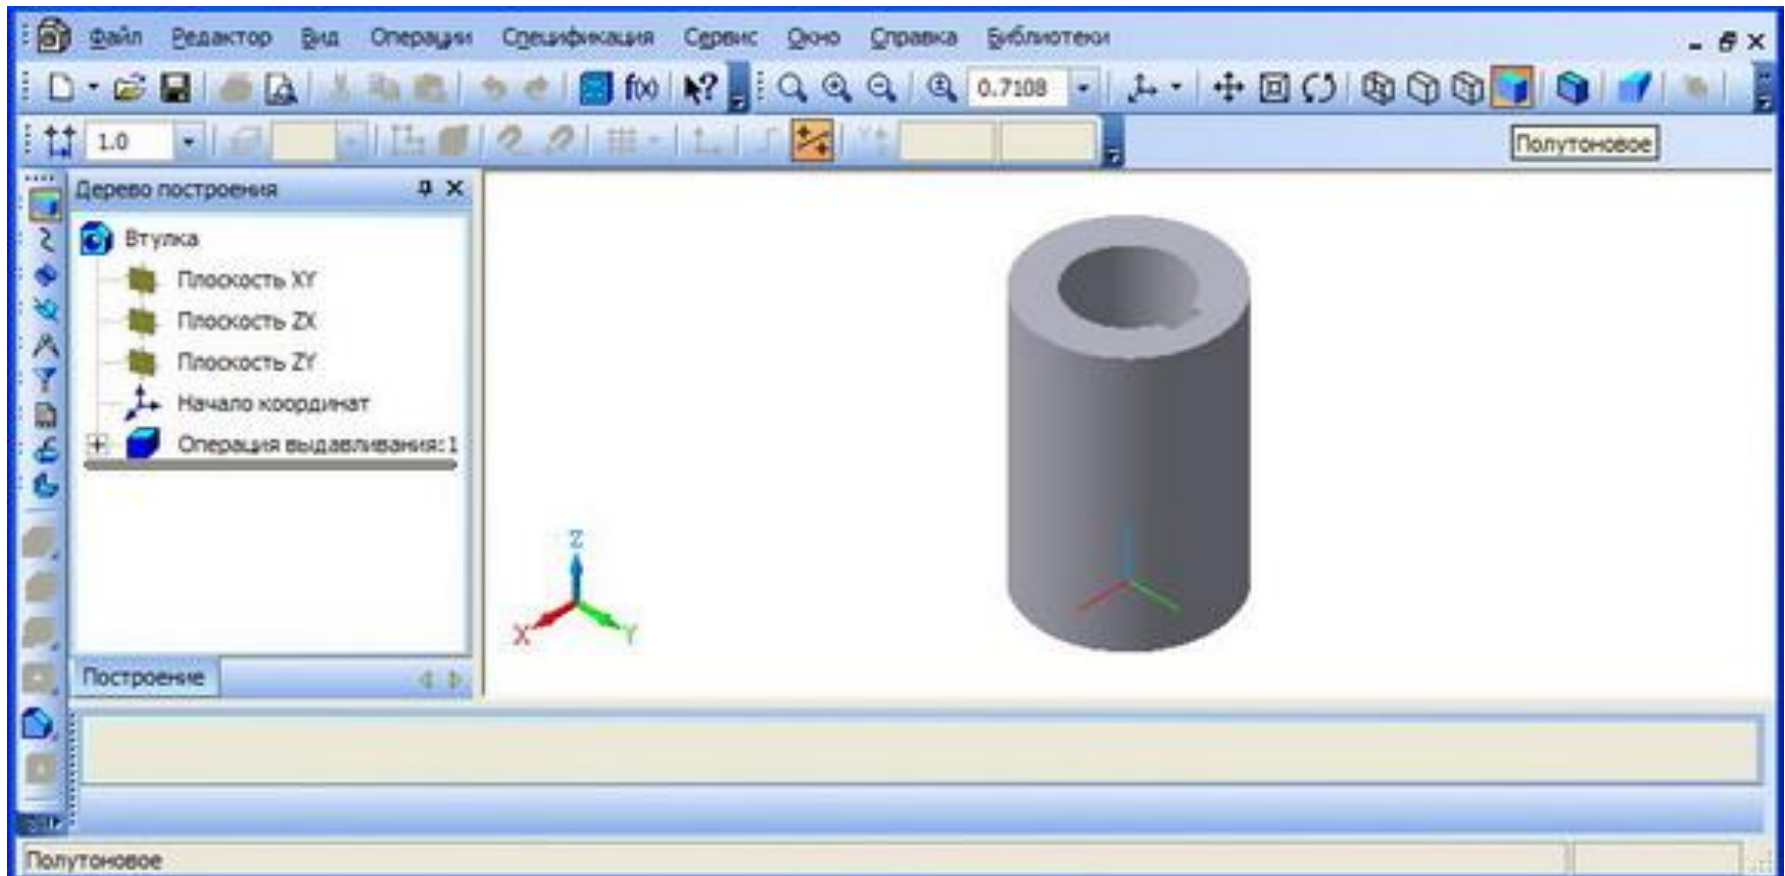 Файл Редактор Вид Операции Спецификация Сервис Окно Справка Библиотеки
f(x) ? 0.7108
1.0
Полутоновое
Дерево построения
Втулка
Плоскость XY
Плоскость ZX
Плоскость ZY
Начало координат
Операция выдавливания:1
Z
X Y
Построение
Полутоновое